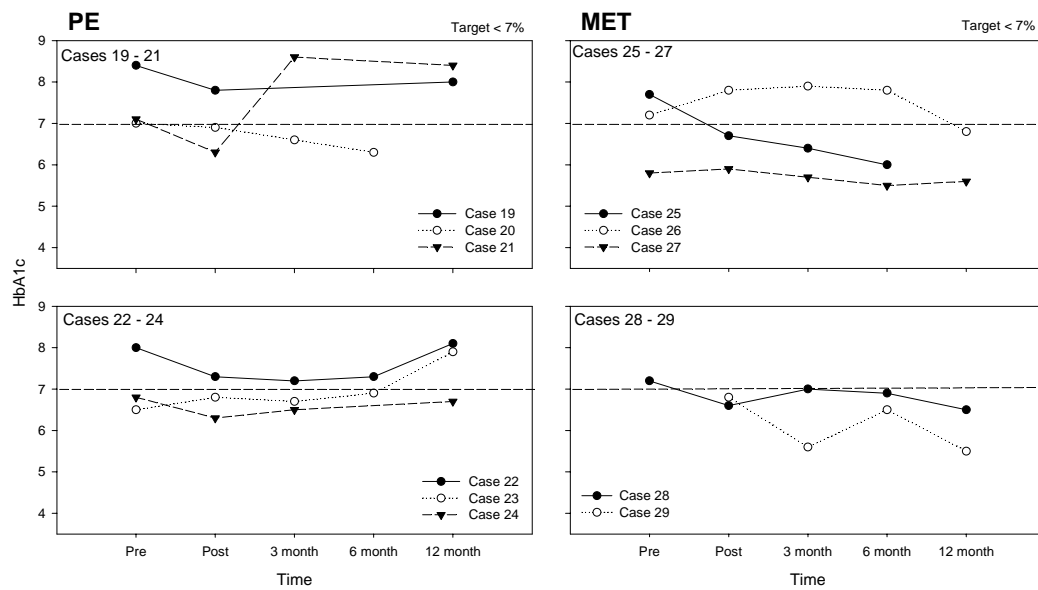 PE
Target < 7%
MET
Target < 7%
HbA1c
Cases 19 - 21
9
8
7
6
5
4
Case 19
Case 20
Case 21
Cases 25 - 27
Case 25
Case 26
Case 27
Cases 22 - 24
9
8
7
6
5
4
Case 22
Case 23
Case 24
Pre
Post
3 month
6 month
12 month
Time
Cases 28 - 29
Case 28
Case 29
Pre
Post
3 month
6 month
12 month
Time